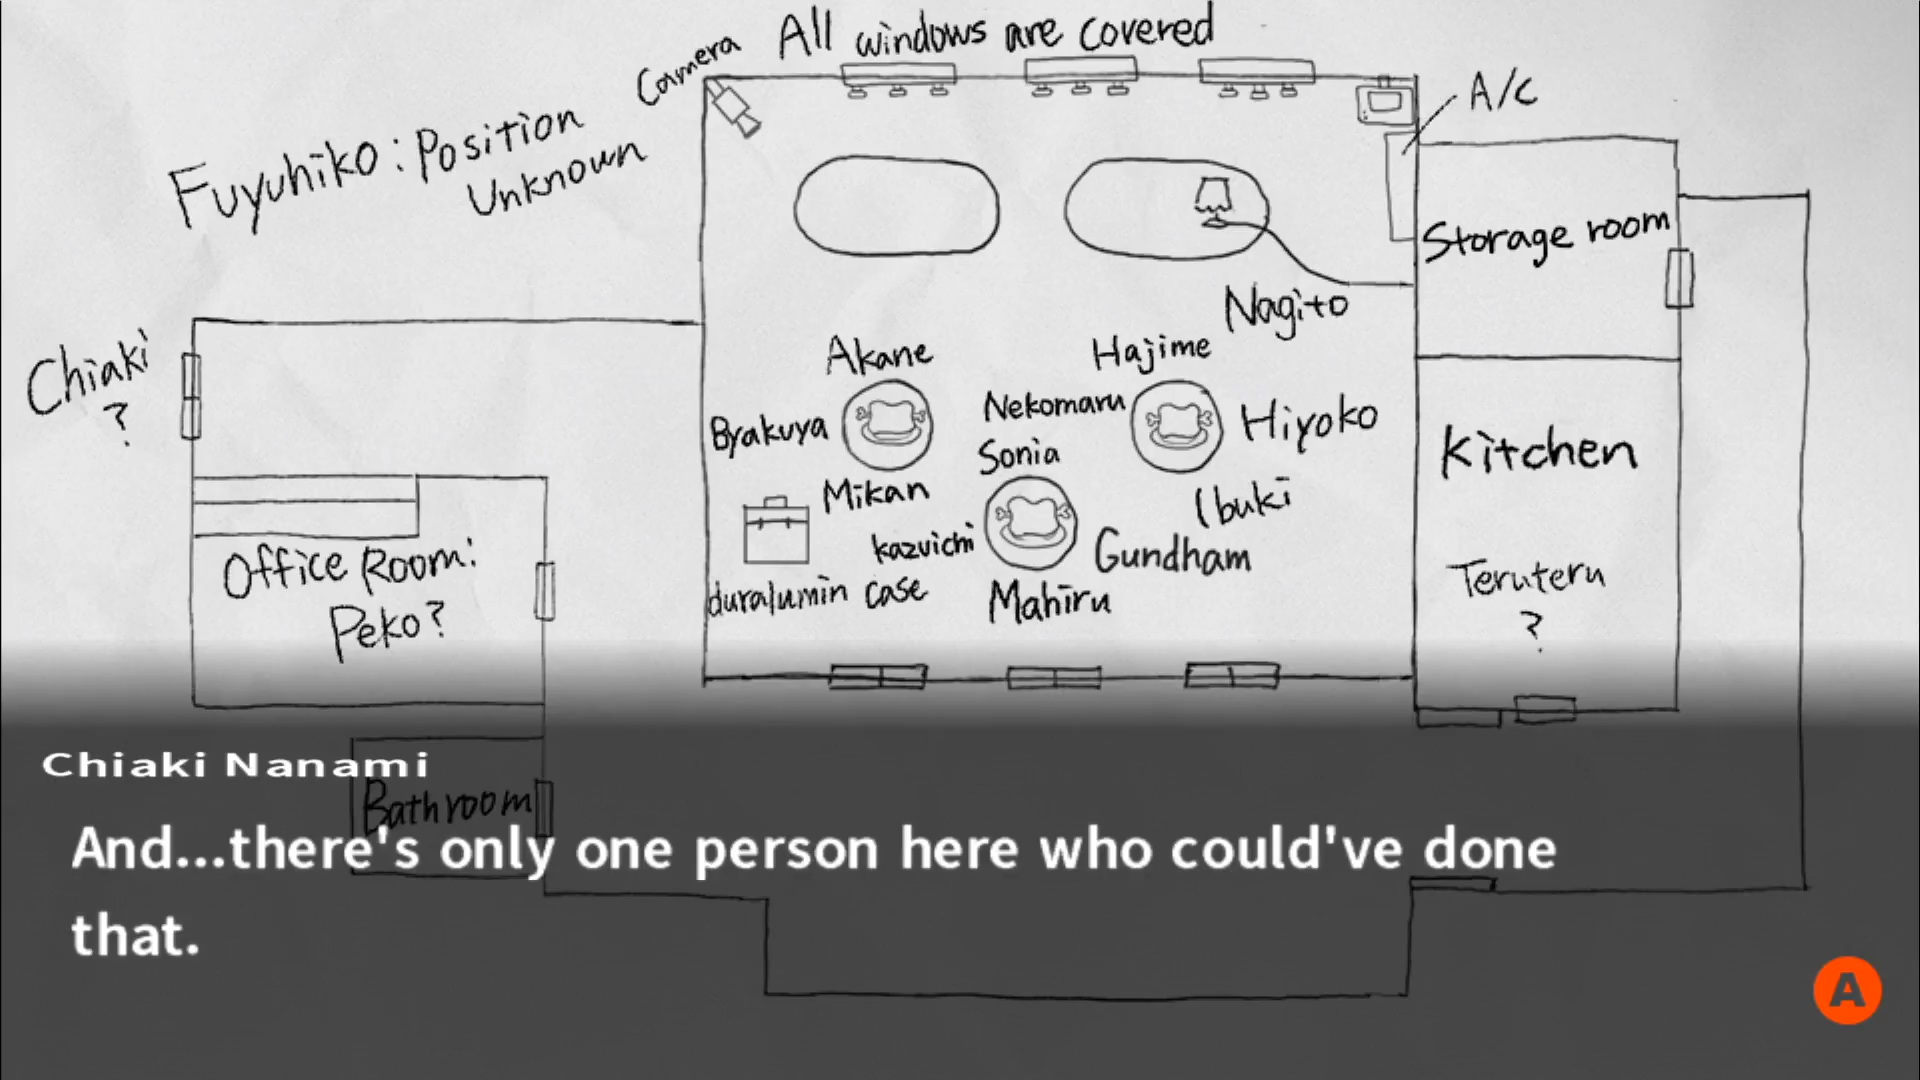 All windows are covered
Camera
A/C
Fuyuhiko: Position
Unknown
Storage room
Nagito
Chiaki
?
Akane
Hajime
Nekomaru
Byakuya
Hiyoko
Sonia
Kitchen
Mikan
Ibuki
kazuichi
Gundham
Office Room:
Peko?
duralumin case
Mahiru
Teruteru
?
Chiaki Nanami
Bathroom
And...there's only one person here who could've done
that.
A